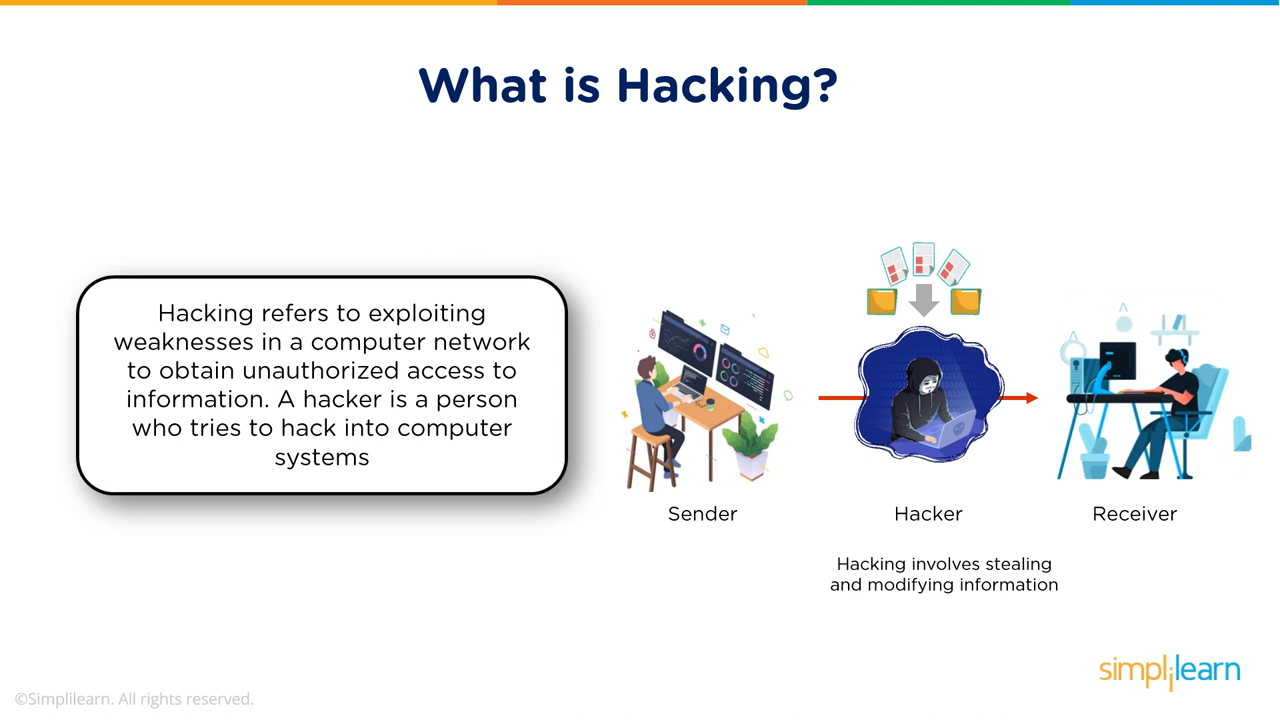 What is Hacking?
Hacking refers to exploiting
weaknesses in a computer network
to obtain unauthorized access to
information. A hacker is a person
who tries to hack into computer
systems
Sender
Hacker
Receiver
Hacking involves stealing
and modifying information
simplilearn
©Simplilearn. All rights reserved.